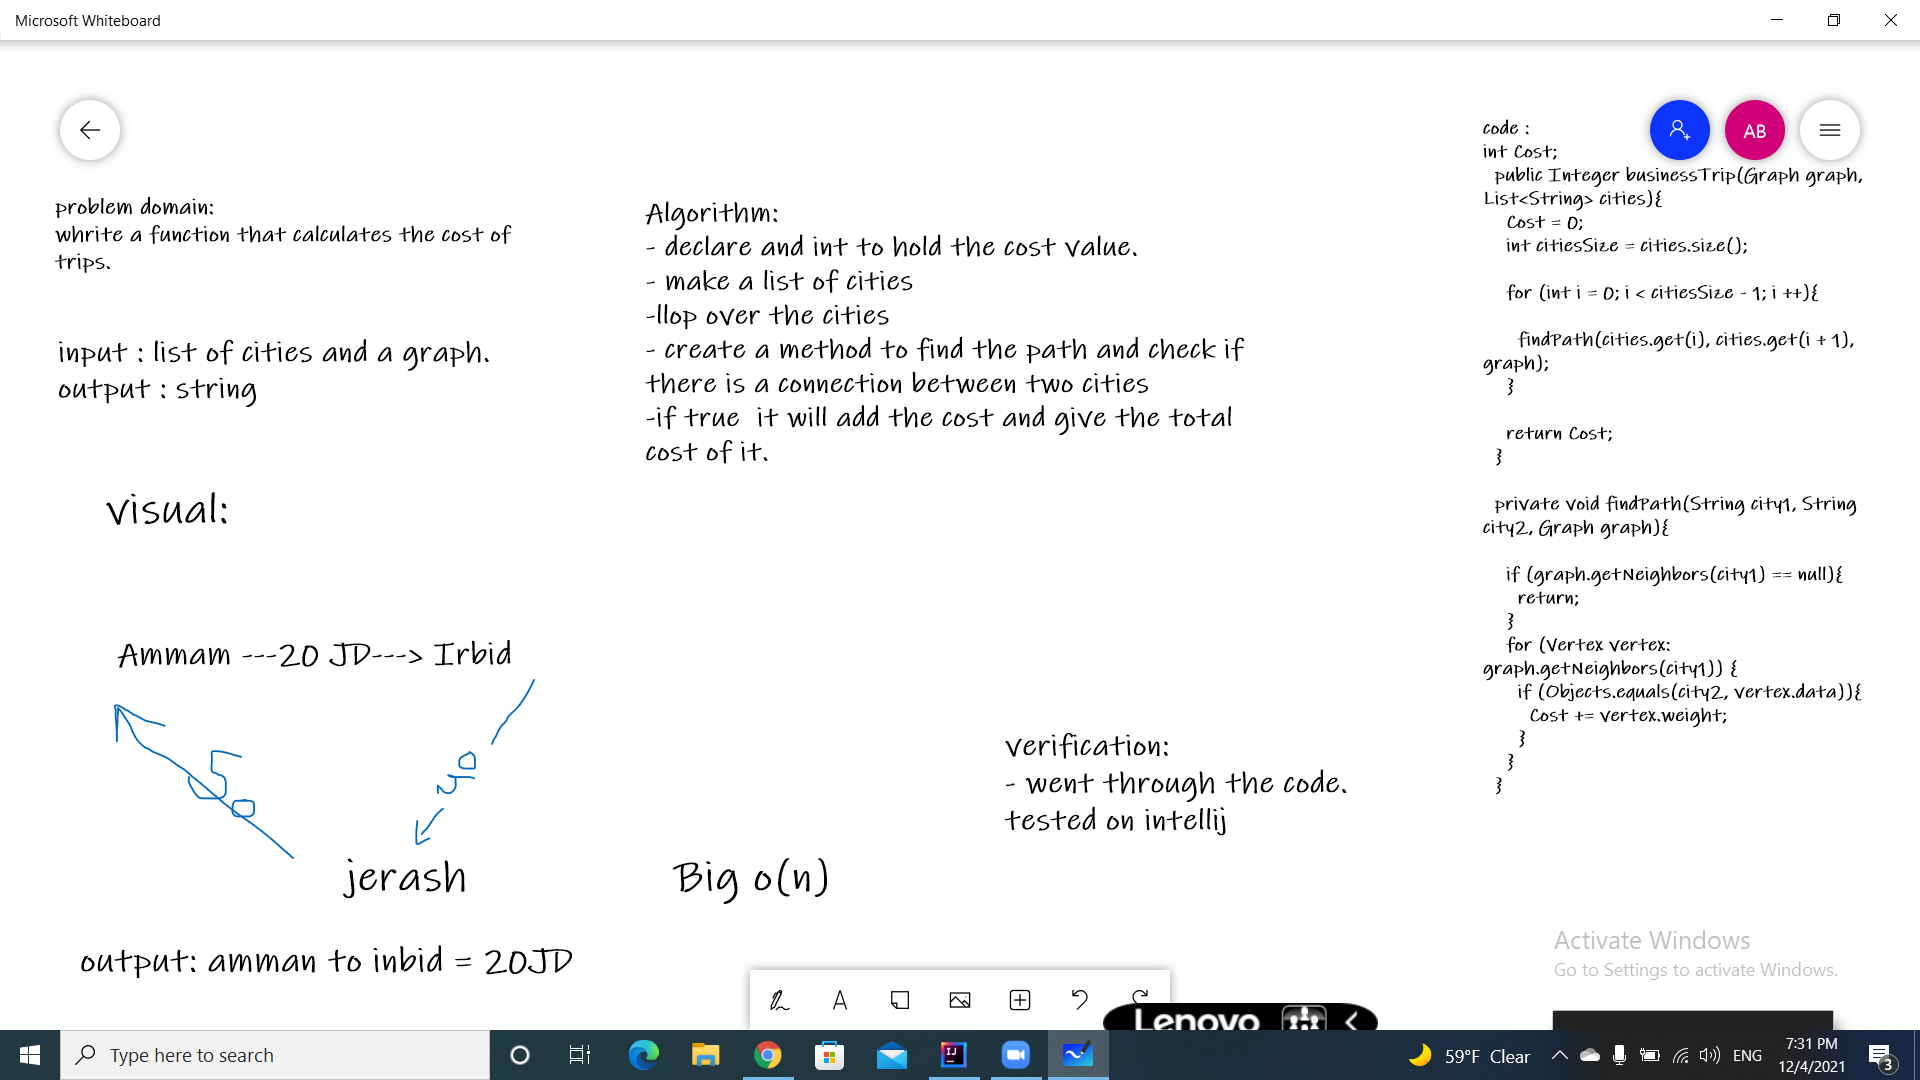 Microsoft Whiteboard
AB
problem domain:
whrite a function that calculates the cost of
trips.
input : list of cities and a graph.
output : string
visual:
Ammam ---20 JD---> Irbid
50
40
jerash
output: amman to inbid = 20JD
Algorithm:
- declare and int to hold the cost value.
- make a list of cities
-llop over the cities
- create a method to find the path and check if
there is a connection between two cities
-if true  it will add the cost and give the total
cost of it.
Big o(n)
verification:
- went through the code.
tested on intellij
code :
int Cost;
public Integer businessTrip(Graph graph,
List<String> cities){
Cost = 0;
int citiesSize = cities.size();
for (int i = 0; i < citiesSize - 1; i ++){
findPath(cities.get(i), cities.get(i + 1),
graph);
}
return Cost;
}
private void findPath(String city1, String
city2, Graph graph){
if (graph.getNeighbors(city1) == null){
return;
}
for (Vertex vertex:
graph.getNeighbors(city1)) {
if (Objects.equals(city2, vertex.data)){
Cost += vertex.weight;
}
}
}
Activate Windows
Go to Settings to activate Windows.
Lenovo
Type here to search
59°F Clear
ENG
7:31 PM
12/4/2021
3